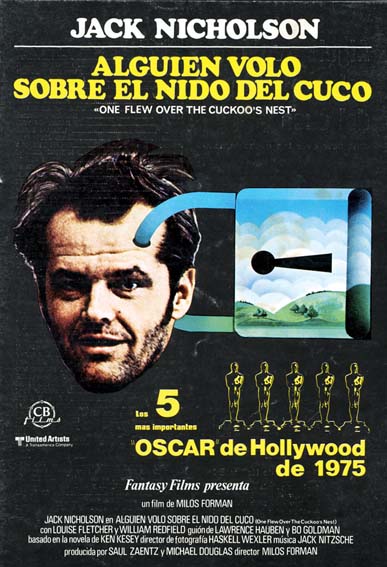 JACK NICHOLSON
ALGUIEN VOLO
SOBRE EL NIDO DEL CUCO
«ONE FLEW OVER THE CUCKOO'S NEST»
Los 5
mas importantes
"OSCAR" de Hollywood
de 1975
CB
films
United Artists
A Transamerica Company
Fantasy Films presenta
un film de MILOS FORMAN
JACK NICHOLSON en ALGUIEN VOLO SOBRE EL NIDO DEL CUCO (One Flew Over The Cuckoo's Nest)
con LOUISE FLETCHER y WILLIAM REDFIELD guión de LAWRENCE HAUBEN y BO GOLDMAN
basado en la novela de KEN KESEY director de fotografía HASKELL WEXLER música JACK NITZSCHE
producida por SAUL ZAENTZ y MICHAEL DOUGLAS director MILOS FORMAN